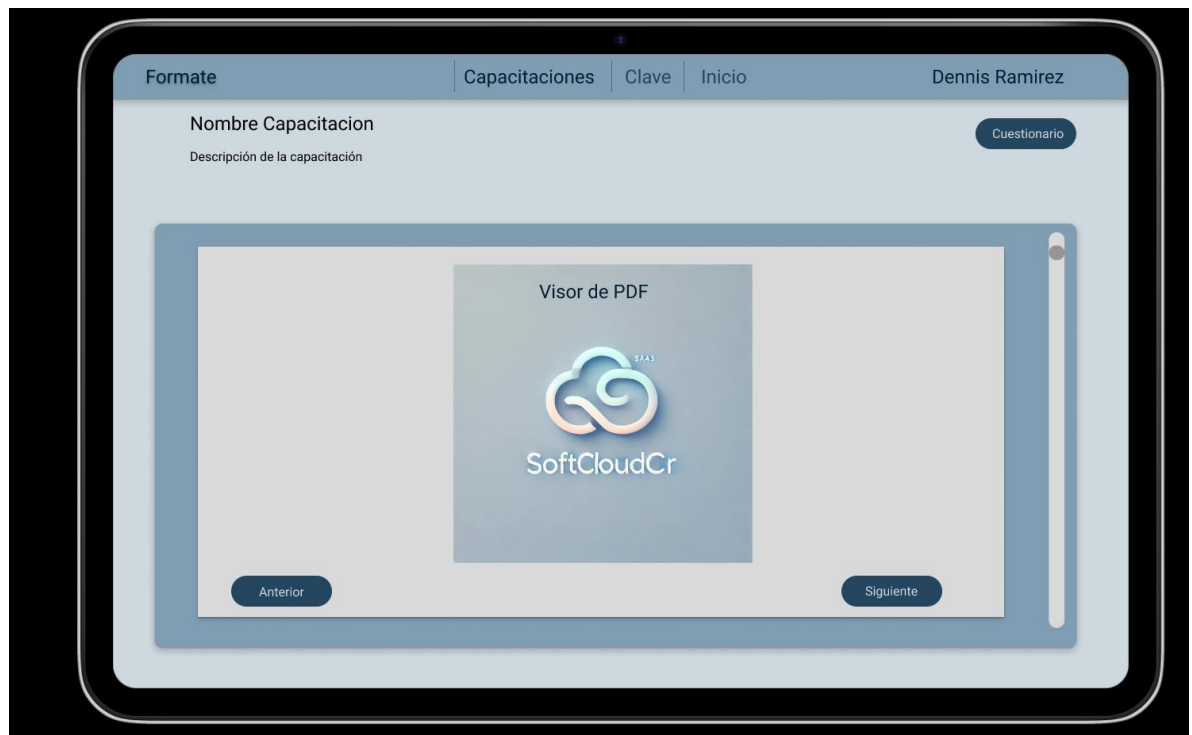 Formate Capacitaciones Clave Inicio Dennis Ramirez
Nombre Capacitacion
Cuestionario
Descripción de la capacitación
Visor de PDF
SAAS
SoftCloudCr
Anterior Siguiente